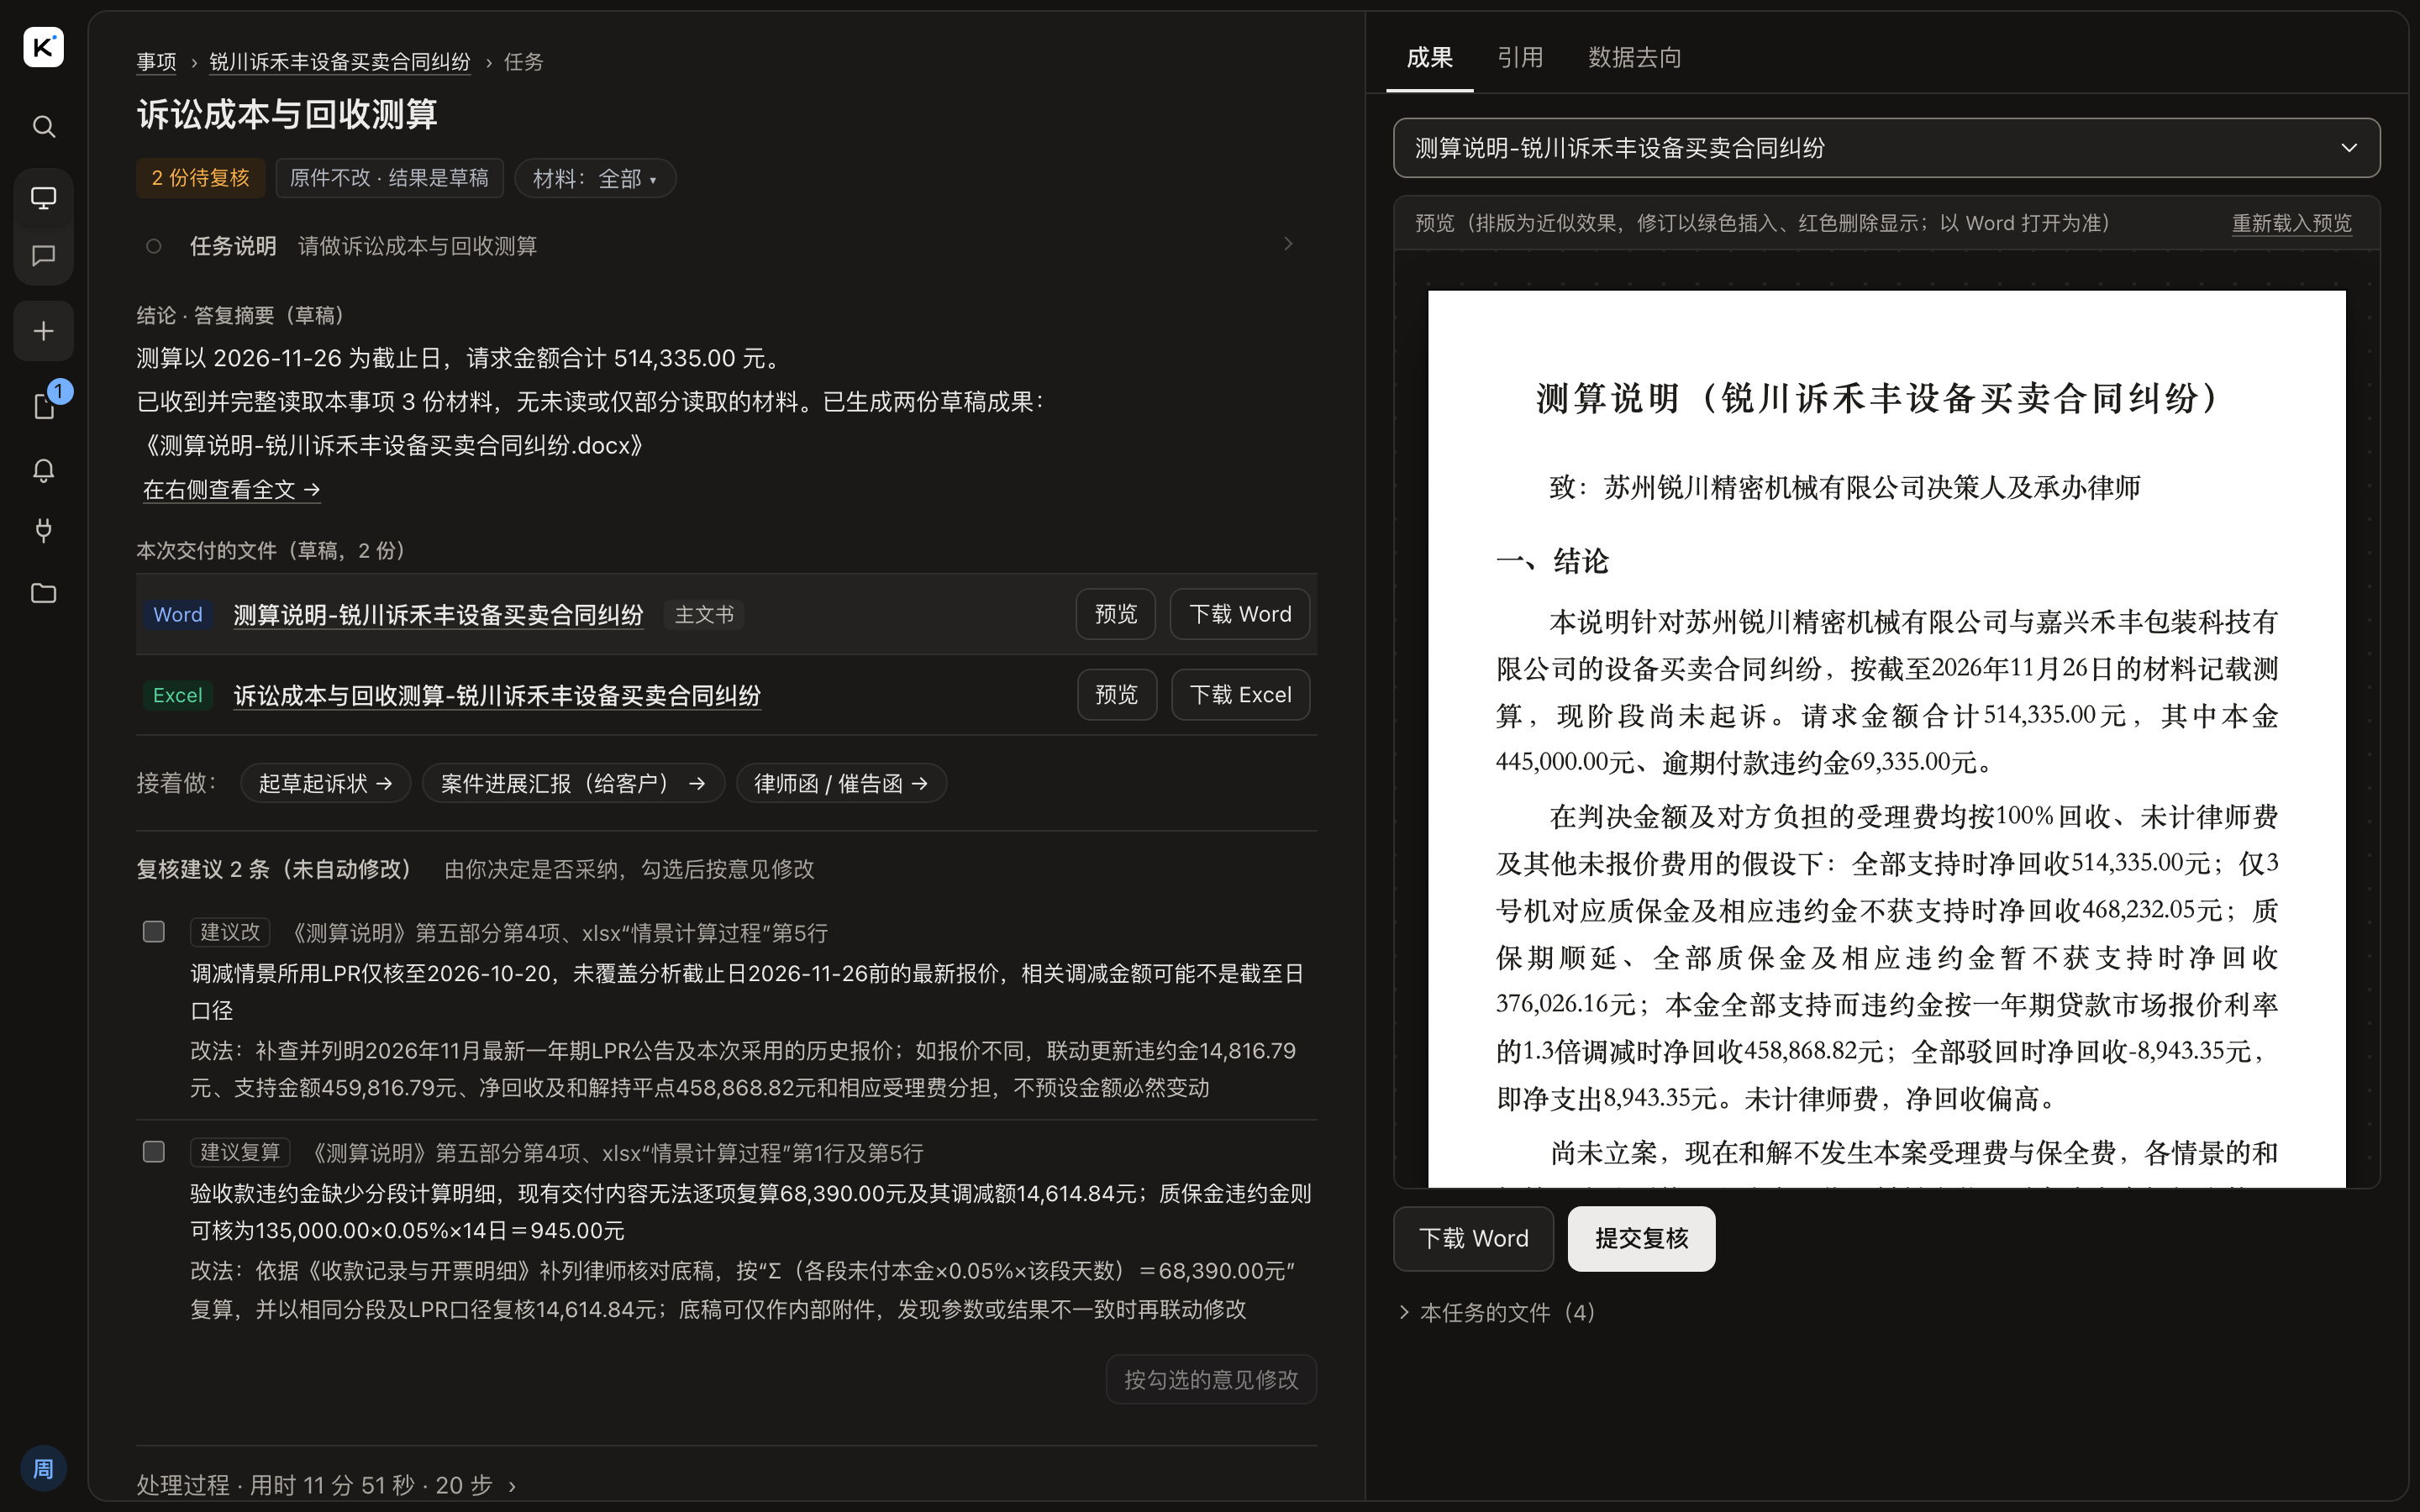 K
事项 › 锐川诉禾丰设备买卖合同纠纷 › 任务
诉讼成本与回收测算
2 份待复核
原件不改 · 结果是草稿
材料：全部 ▾
任务说明 请做诉讼成本与回收测算
结论 · 答复摘要（草稿）
测算以 2026-11-26 为截止日，请求金额合计 514,335.00 元。
已收到并完整读取本事项 3 份材料，无未读或仅部分读取的材料。已生成两份草稿成果：
《测算说明-锐川诉禾丰设备买卖合同纠纷.docx》
在右侧查看全文 →
本次交付的文件（草稿，2 份）
Word 测算说明-锐川诉禾丰设备买卖合同纠纷 主文书 预览 下载 Word
Excel 诉讼成本与回收测算-锐川诉禾丰设备买卖合同纠纷 预览 下载 Excel
接着做： 起草起诉状 → 案件进展汇报（给客户） → 律师函 / 催告函 →
复核建议 2 条（未自动修改） 由你决定是否采纳，勾选后按意见修改
建议改 《测算说明》第五部分第4项、xlsx“情景计算过程”第5行
调减情景所用LPR仅核至2026-10-20，未覆盖分析截止日2026-11-26前的最新报价，相关调减金额可能不是截至日
口径
改法：补查并列明2026年11月最新一年期LPR公告及本次采用的历史报价；如报价不同，联动更新违约金14,816.79
元、支持金额459,816.79元、净回收及和解持平点458,868.82元和相应受理费分担，不预设金额必然变动
建议复算 《测算说明》第五部分第4项、xlsx“情景计算过程”第1行及第5行
验收款违约金缺少分段计算明细，现有交付内容无法逐项复算68,390.00元及其调减额14,614.84元；质保金违约金则
可核为135,000.00×0.05%×14日＝945.00元
改法：依据《收款记录与开票明细》补列律师核对底稿，按“Σ（各段未付本金×0.05%×该段天数）＝68,390.00元”
复算，并以相同分段及LPR口径复核14,614.84元；底稿可仅作内部附件，发现参数或结果不一致时再联动修改
按勾选的意见修改
处理过程 · 用时 11 分 51 秒 · 20 步 ›
1
周
成果 引用 数据去向
测算说明-锐川诉禾丰设备买卖合同纠纷
预览（排版为近似效果，修订以绿色插入、红色删除显示；以 Word 打开为准） 重新载入预览
测算说明（锐川诉禾丰设备买卖合同纠纷）
致：苏州锐川精密机械有限公司决策人及承办律师
一、结论
本说明针对苏州锐川精密机械有限公司与嘉兴禾丰包装科技有
限公司的设备买卖合同纠纷，按截至2026年11月26日的材料记载测
算，现阶段尚未起诉。请求金额合计514,335.00元，其中本金
445,000.00元、逾期付款违约金69,335.00元。
在判决金额及对方负担的受理费均按100%回收、未计律师费
及其他未报价费用的假设下：全部支持时净回收514,335.00元；仅3
号机对应质保金及相应违约金不获支持时净回收468,232.05元；质
保期顺延、全部质保金及相应违约金暂不获支持时净回收
376,026.16元；本金全部支持而违约金按一年期贷款市场报价利率
的1.3倍调减时净回收458,868.82元；全部驳回时净回收-8,943.35元，
即净支出8,943.35元。未计律师费，净回收偏高。
尚未立案，现在和解不发生本案受理费与保全费，各情景的和
下载 Word 提交复核
本任务的文件（4）